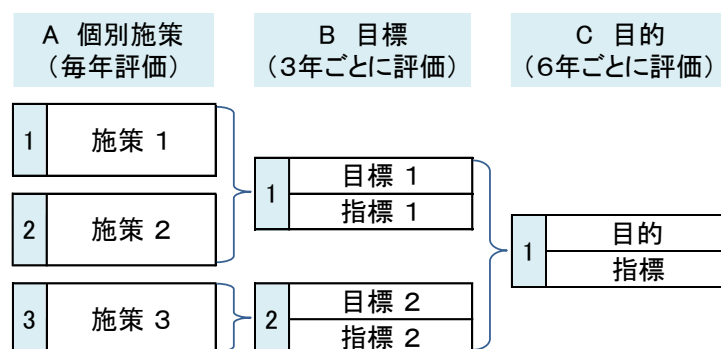 A 個別施策
（毎年評価）
B 目標
（３年ごとに評価）
C 目的
（６年ごとに評価）
1 施策 １
2 施策 ２
3 施策 ３
1 目標 １
指標 １
2 目標 ２
指標 ２
1 目的
指標